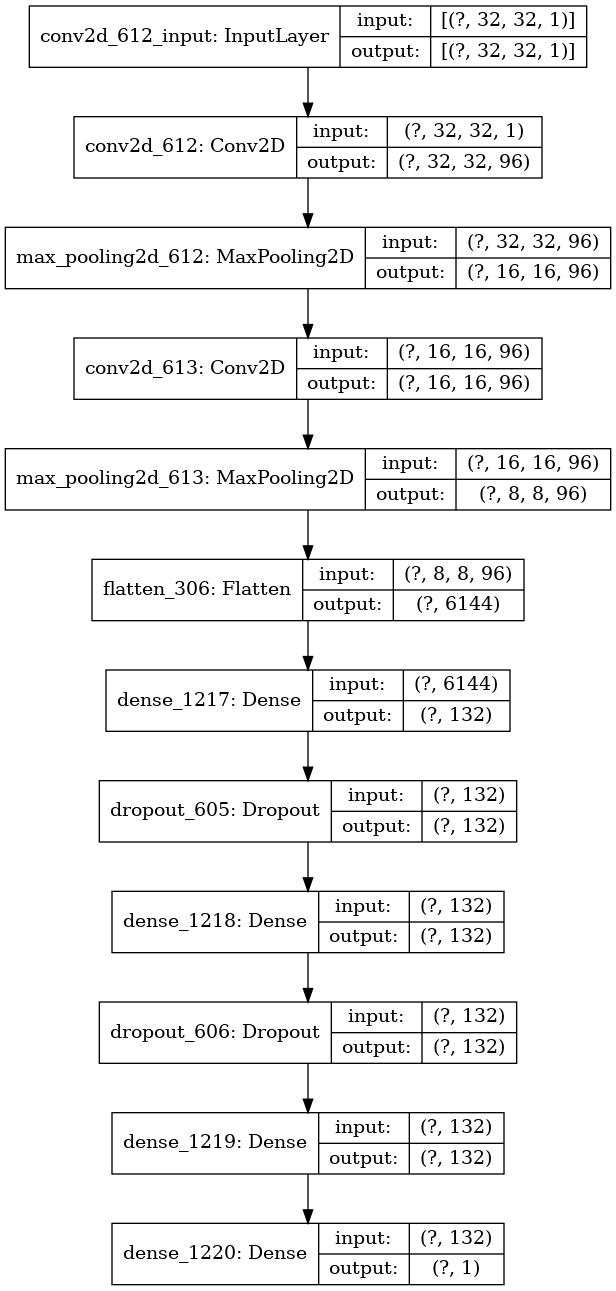 conv2d_612_input: InputLayer
input:
[(?, 32, 32, 1)]
output:
[(?, 32, 32, 1)]
conv2d_612: Conv2D
input:
(?, 32, 32, 1)
output:
(?, 32, 32, 96)
max_pooling2d_612: MaxPooling2D
input:
(?, 32, 32, 96)
output:
(?, 16, 16, 96)
conv2d_613: Conv2D
input:
(?, 16, 16, 96)
output:
(?, 16, 16, 96)
max_pooling2d_613: MaxPooling2D
input:
(?, 16, 16, 96)
output:
(?, 8, 8, 96)
flatten_306: Flatten
input:
(?, 8, 8, 96)
output:
(?, 6144)
dense_1217: Dense
input:
(?, 6144)
output:
(?, 132)
dropout_605: Dropout
input:
(?, 132)
output:
(?, 132)
dense_1218: Dense
input:
(?, 132)
output:
(?, 132)
dropout_606: Dropout
input:
(?, 132)
output:
(?, 132)
dense_1219: Dense
input:
(?, 132)
output:
(?, 132)
dense_1220: Dense
input:
(?, 132)
output:
(?, 1)